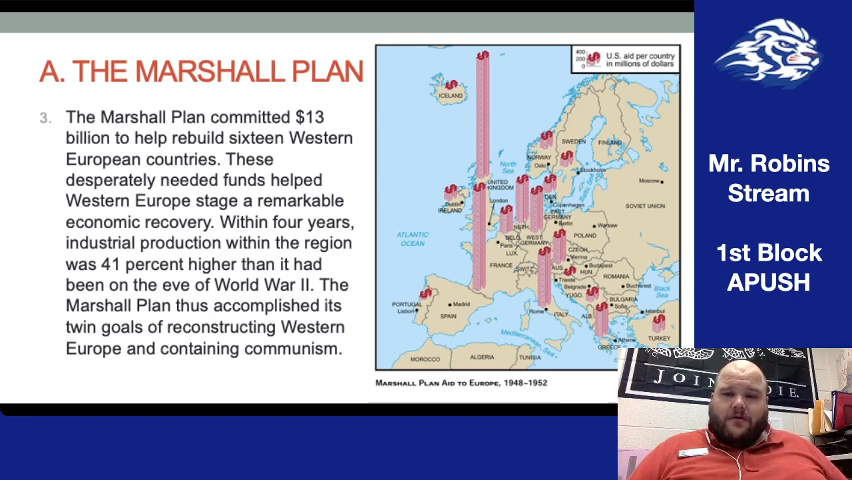 A. THE MARSHALL PLAN
3. The Marshall Plan committed $13
billion to help rebuild sixteen Western
European countries. These
desperately needed funds helped
Western Europe stage a remarkable
economic recovery. Within four years,
industrial production within the region
was 41 percent higher than it had
been on the eve of World War II. The
Marshall Plan thus accomplished its
twin goals of reconstructing Western
Europe and containing communism.
400
200
0
U.S. aid per country
in millions of dollars
ICELAND
NORWAY
Oslo
SWEDEN
FINLAND
Stockholm
North
Sea
Moscow
UNITED
KINGDOM
London
Dublin
IRELAND
DEN.
Copenhagen
EAST
GERMANY
Berlin
SOVIET UNION
NETH.
BELG.
WEST
GERMANY
POLAND
Warsaw
ATLANTIC
OCEAN
Paris
LUX.
CZECH.
Vienna
FRANCE
SWITZ.
AUS.
HUN.
Budapest
ROMANIA
Trieste
Belgrade
Bucharest
YUGO.
BULGARIA
Sofia
Black
Sea
PORTUGAL
Lisbon
Madrid
SPAIN
Rome
ITALY
ALB.
Istanbul
TURKEY
GREECE
Athens
Mediterranean Sea
MOROCCO
ALGERIA
TUNISIA
MARSHALL PLAN AID TO EUROPE, 1948–1952
Mr. Robins
Stream
1st Block
APUSH
JOIN
DIE.